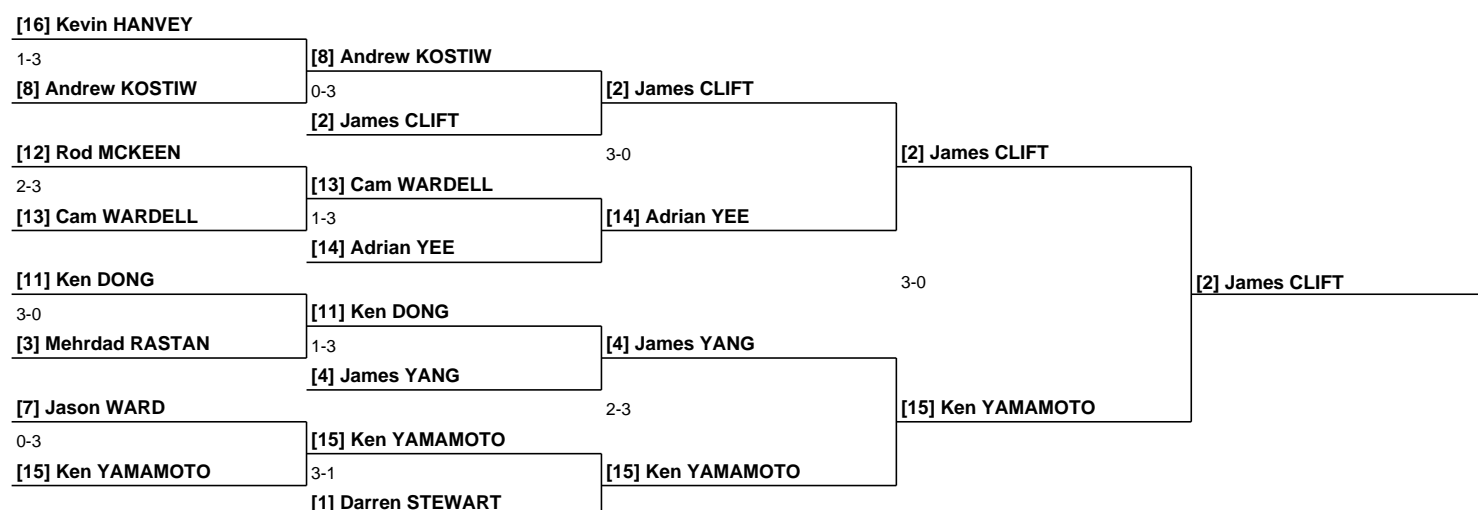 [16] Kevin HANVEY
1-3
[8] Andrew KOSTIW
[8] Andrew KOSTIW
0-3
[2] James CLIFT
[2] James CLIFT
[12] Rod MCKEEN
3-0
[2] James CLIFT
2-3
[13] Cam WARDELL
[13] Cam WARDELL
1-3
[14] Adrian YEE
[14] Adrian YEE
[11] Ken DONG
3-0
[2] James CLIFT
3-0
[11] Ken DONG
[3] Mehrdad RASTAN
1-3
[4] James YANG
[4] James YANG
[7] Jason WARD
2-3
[15] Ken YAMAMOTO
0-3
[15] Ken YAMAMOTO
[15] Ken YAMAMOTO
3-1
[15] Ken YAMAMOTO
[1] Darren STEWART